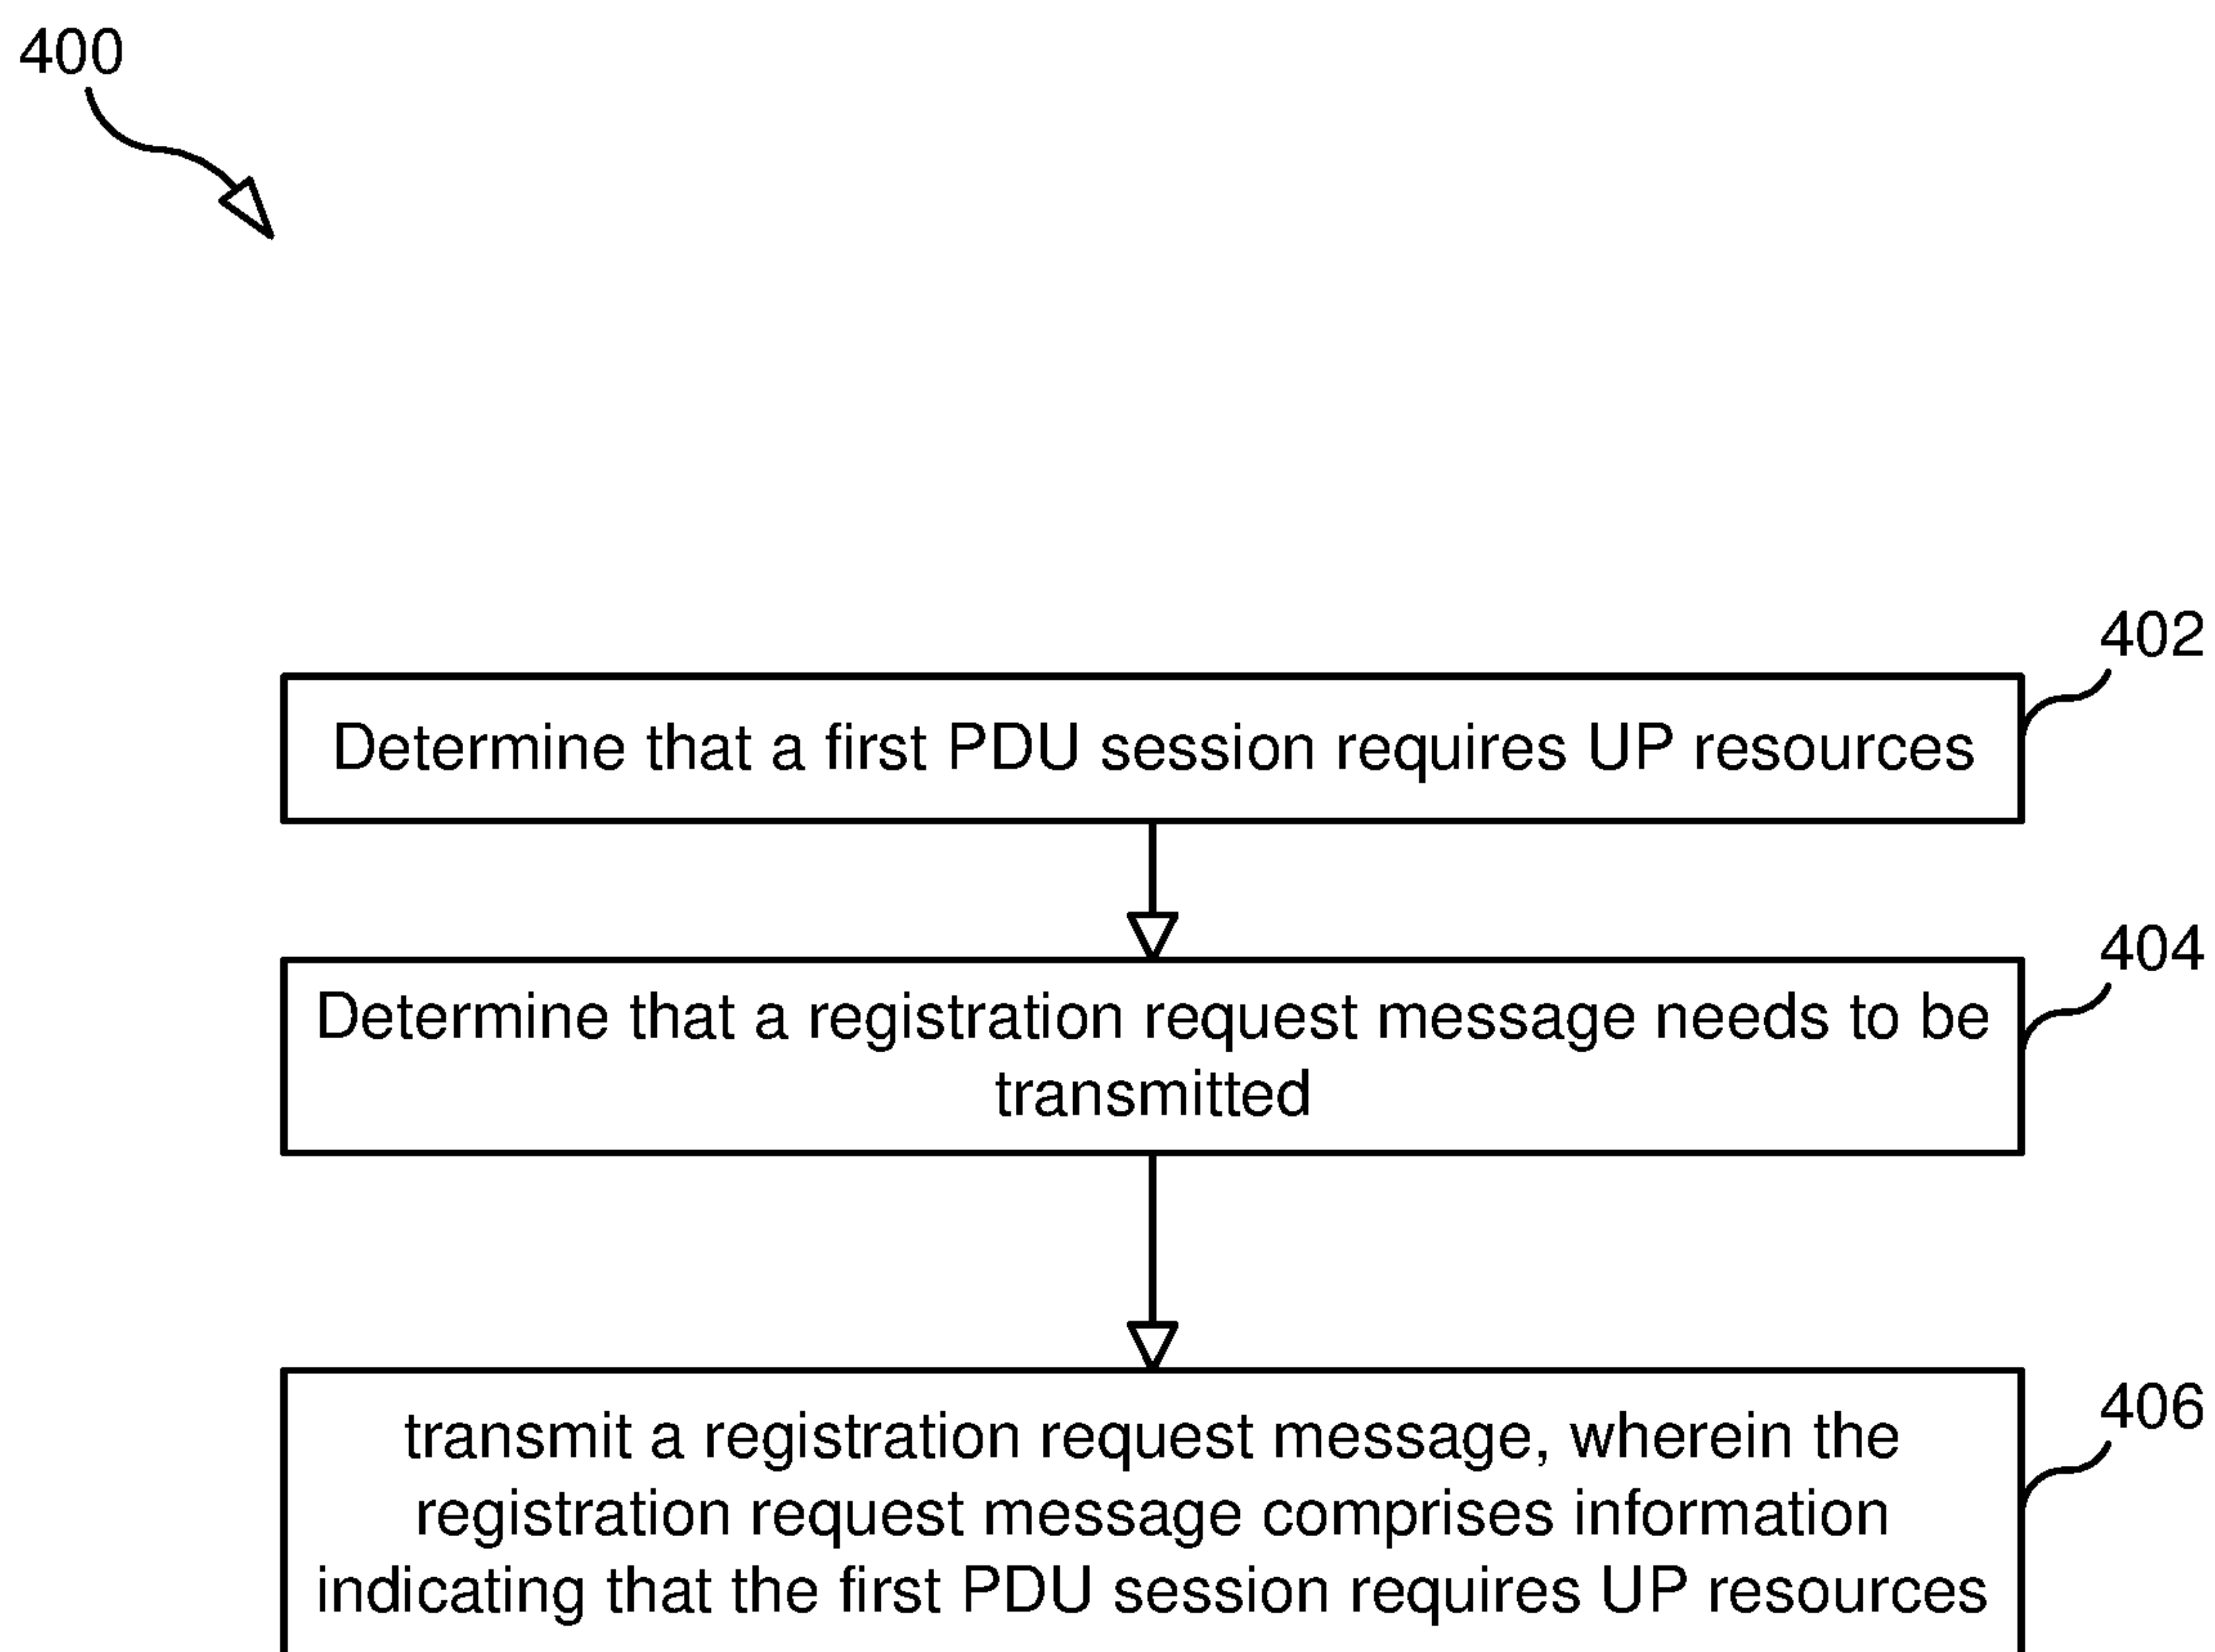 400
402
Determine that a first PDU session requires UP resources
404
Determine that a registration request message needs to be
transmitted
406
transmit a registration request message, wherein the
registration request message comprises information
indicating that the first PDU session requires UP resources